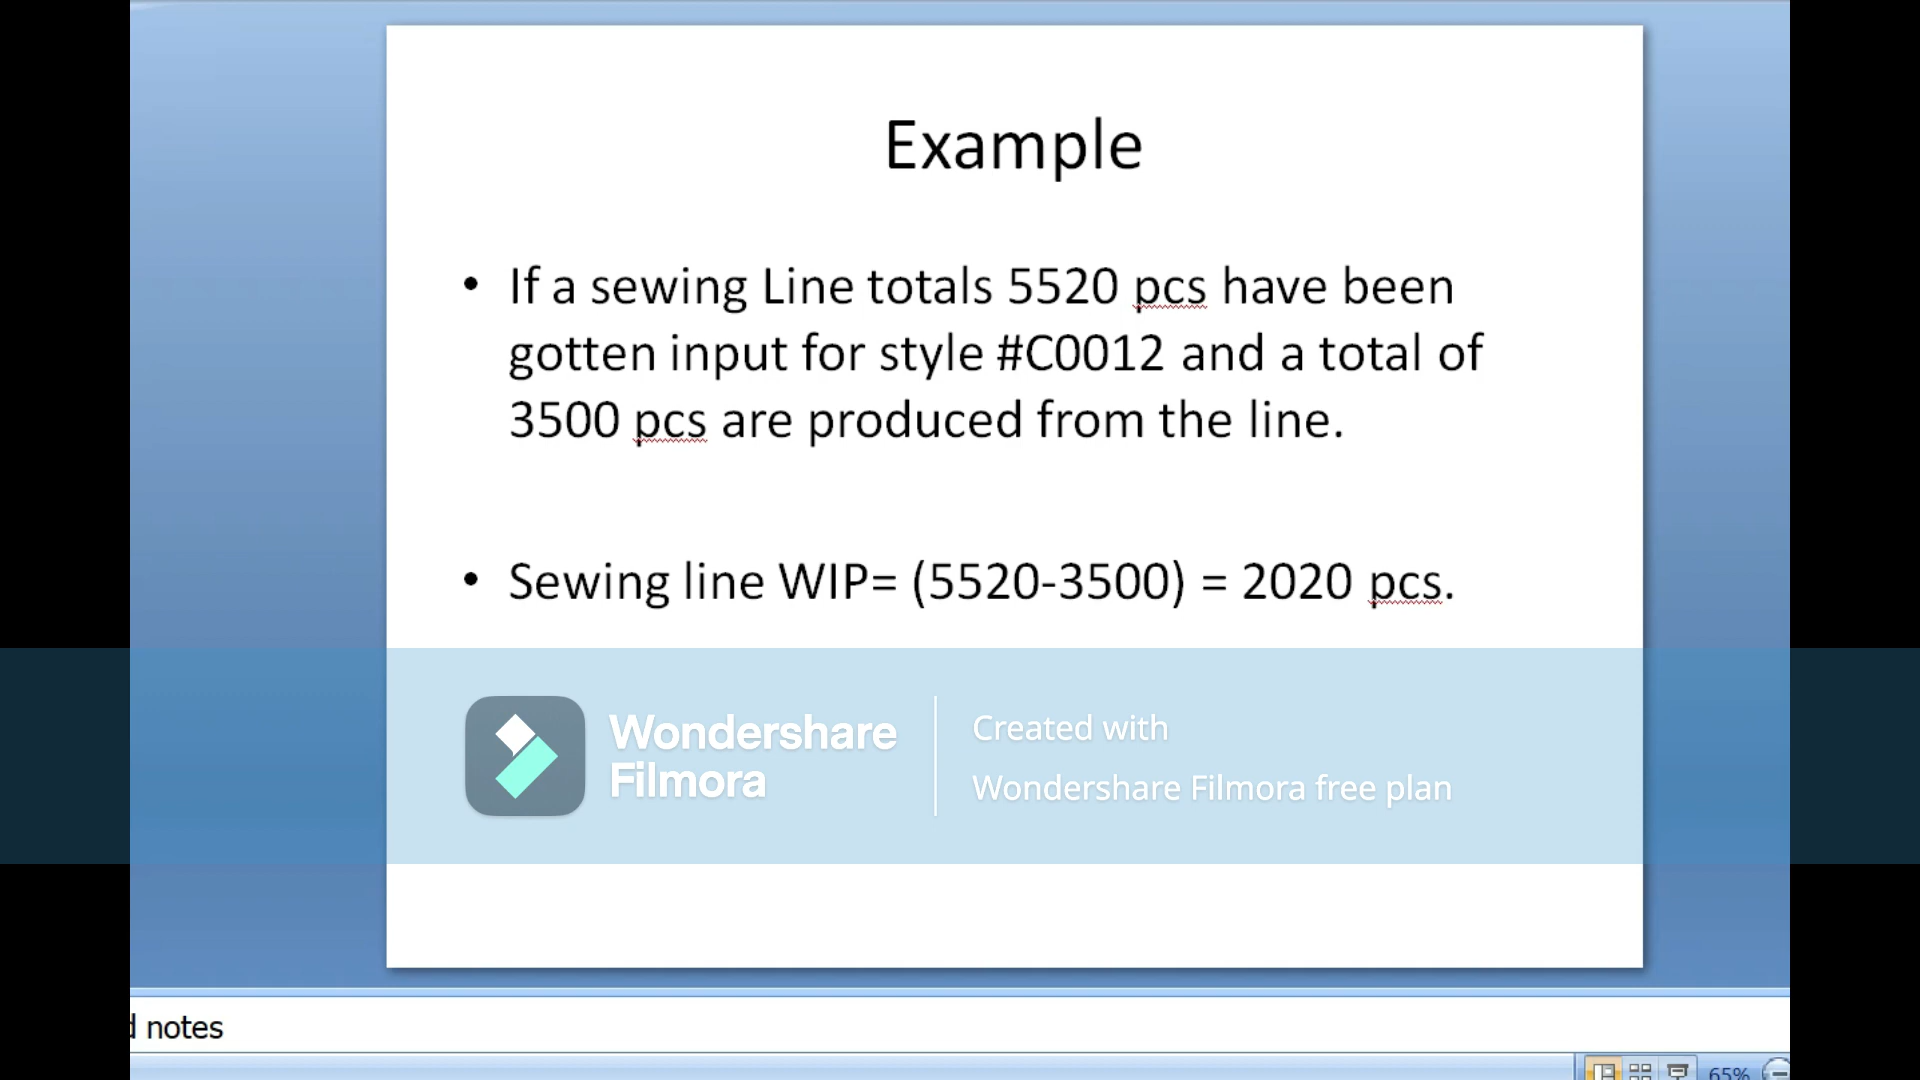 Example
• If a sewing Line totals 5520 pcs have been
gotten input for style #C0012 and a total of
3500 pcs are produced from the line.
• Sewing line WIP= (5520-3500) = 2020 pcs.
Wondershare
Filmora
Created with
Wondershare Filmora free plan
notes
65%